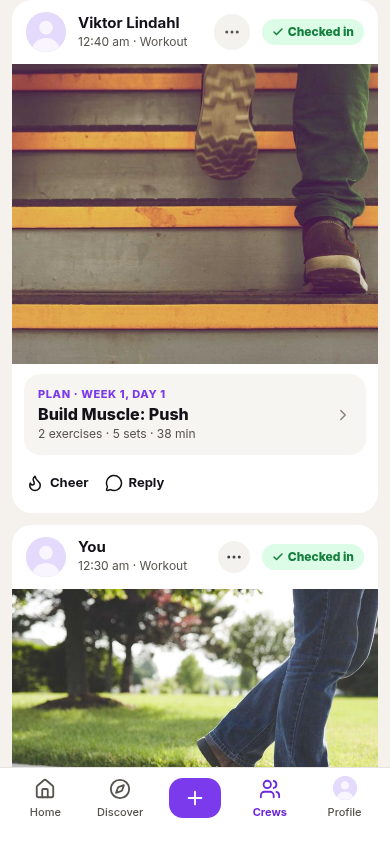 Viktor Lindahl
12:40 am · Workout
Checked in
PLAN · WEEK 1, DAY 1
Build Muscle: Push
2 exercises · 5 sets · 38 min
Cheer
Reply
You
12:30 am · Workout
Checked in
Home
Discover
Crews
Profile